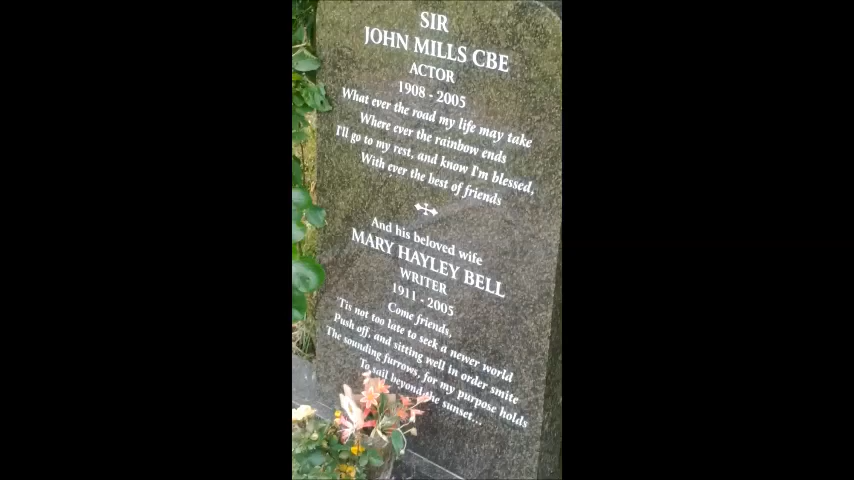 SIR
JOHN MILLS CBE
ACTOR
1908 - 2005
What ever the road my life may take
Where ever the rainbow ends
I'll go to my rest, and know I'm blessed,
With ever the best of friends
And his beloved wife
MARY HAYLEY BELL
WRITER
1911 - 2005
Come friends,
'Tis not too late to seek a newer world
Push off, and sitting well in order smite
The sounding furrows, for my purpose holds
To sail beyond the sunset...